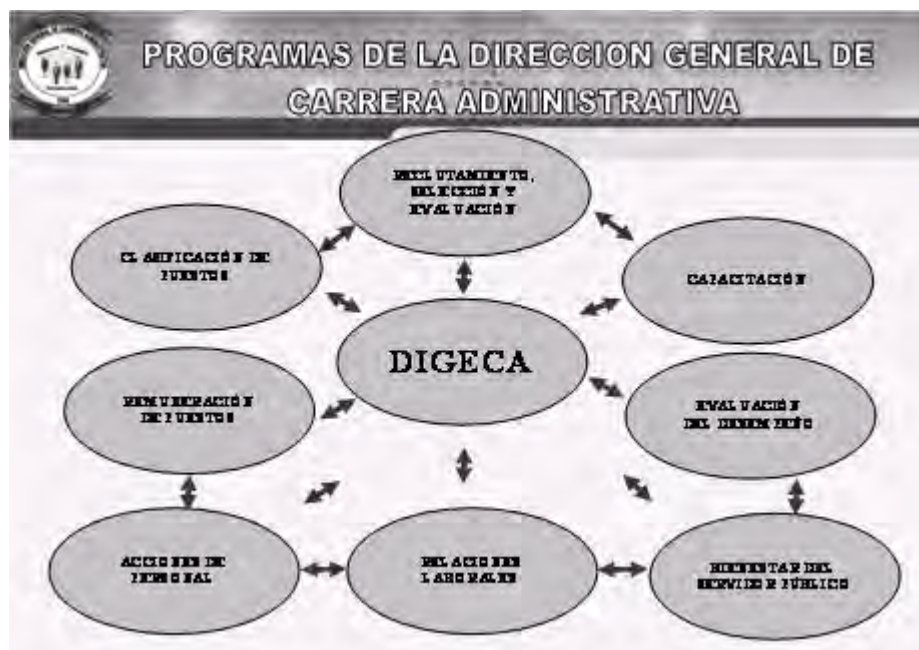 PROGRAMAS DE LA DIRECCION GENERAL DE
CARRERA ADMINISTRATIVA
RECLUTAMIENTO,
SELECCIÓN Y
EVALUACIÓN
CLASIFICACIÓN DE
PUESTOS
CAPACITACIÓN
DIGECA
REMUNERACIÓN
DE PUESTOS
EVALUACIÓN
DEL DESEMPEÑO
ACCIONES DE
PERSONAL
RELACIONES
LABORALES
BIENESTAR DEL
SERVIDOR PÚBLICO